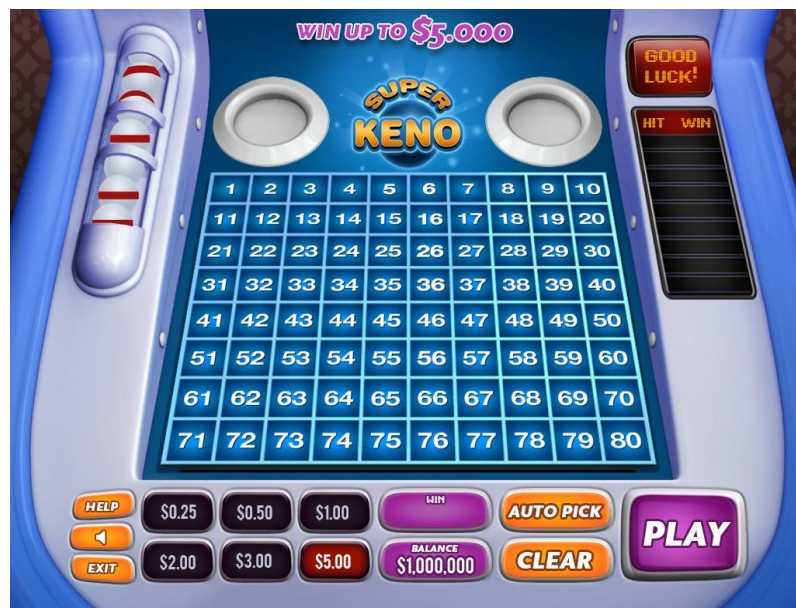 WIN UP TO $5.000
GOOD
LUCK!
SUPER
KENO
HIT WIN
1 2 3 4 5 6 7 8 9 10
11 12 13 14 15 16 17 18 19 20
21 22 23 24 25 26 27 28 29 30
31 32 33 34 35 36 37 38 39 40
41 42 43 44 45 46 47 48 49 50
51 52 53 54 55 56 57 58 59 60
61 62 63 64 65 66 67 68 69 70
71 72 73 74 75 76 77 78 79 80
HELP
$0.25 $0.50 $1.00
WIN
AUTO PICK
PLAY
EXIT
$2.00 $3.00 $5.00
BALANCE
$1,000,000
CLEAR